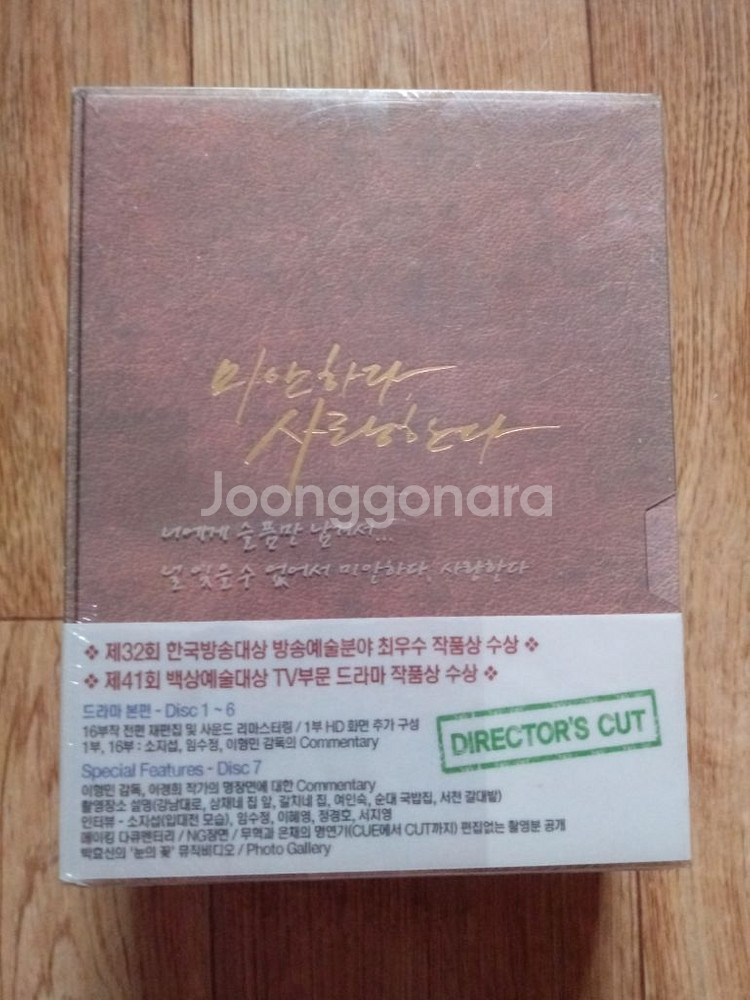 미안하다,
사랑한다
Joonggonara
너에게 슬픔만 남겨서...
널 잊을수 없어서 미안하다, 사랑한다
❖ 제32회 한국방송대상 방송예술분야 최우수 작품상 수상 ❖
❖ 제41회 백상예술대상 TV부문 드라마 작품상 수상 ❖
드라마 본편 - Disc 1 ~ 6
16부작 전편 재편집 및 사운드 리마스터링 / 1부 HD 화면 추가 구성
1부, 16부 : 소지섭, 임수정, 이형민 감독의 Commentary
DIRECTOR'S CUT
Special Features - Disc 7
이형민 감독, 이경희 작가의 명장면에 대한 Commentary
촬영장소 설명(강남대로, 삼채네 집 앞, 갈치네 집, 여인숙, 순대 국밥집, 서천 갈대밭)
인터뷰 - 소지섭(입대전 모습), 임수정, 이혜영, 정경호, 서지영
메이킹 다큐멘터리 / NG장면 / 무혁과 은채의 명연기(CUE에서 CUT까지) 편집없는 촬영분 공개
박효신의 '눈의 꽃' 뮤직비디오 / Photo Gallery